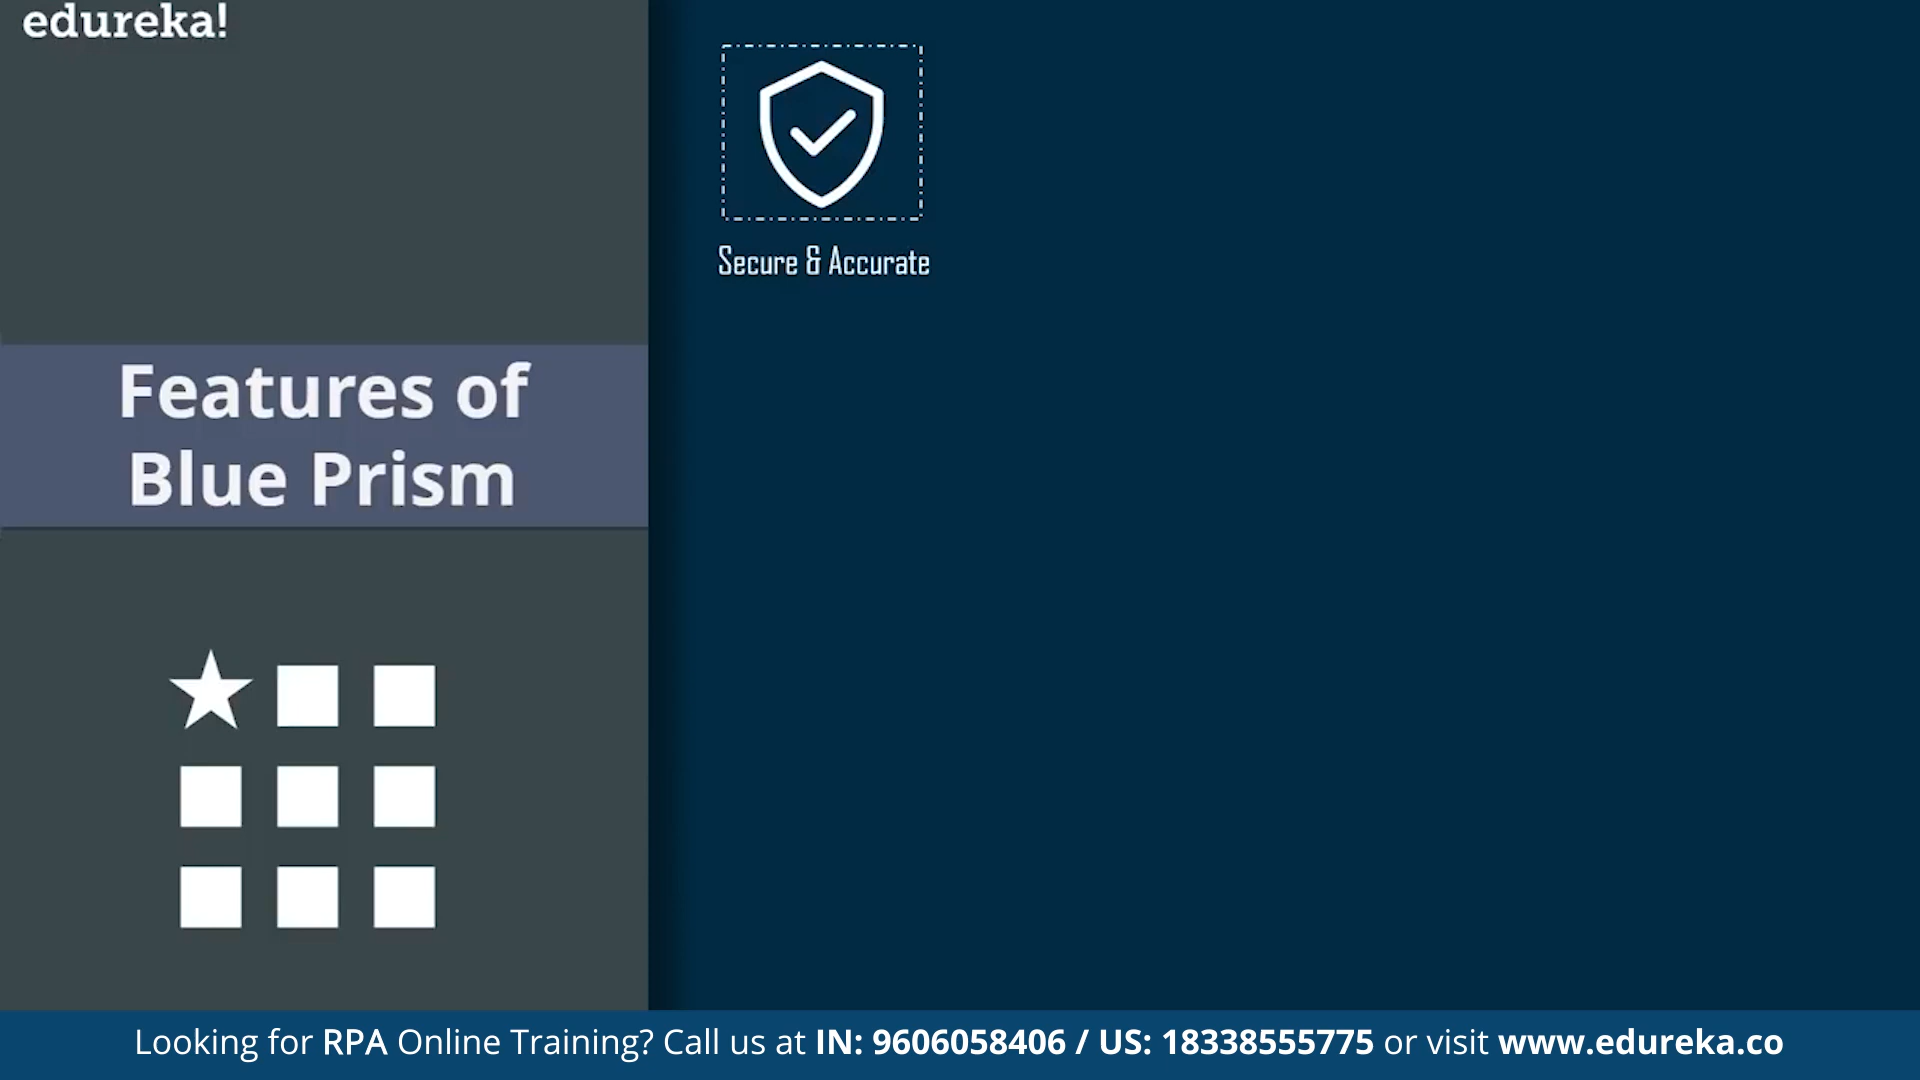 edureka!
Features of
Blue Prism
Secure & Accurate
Looking for RPA Online Training? Call us at IN: 9606058406 / US: 18338555775 or visit www.edureka.co